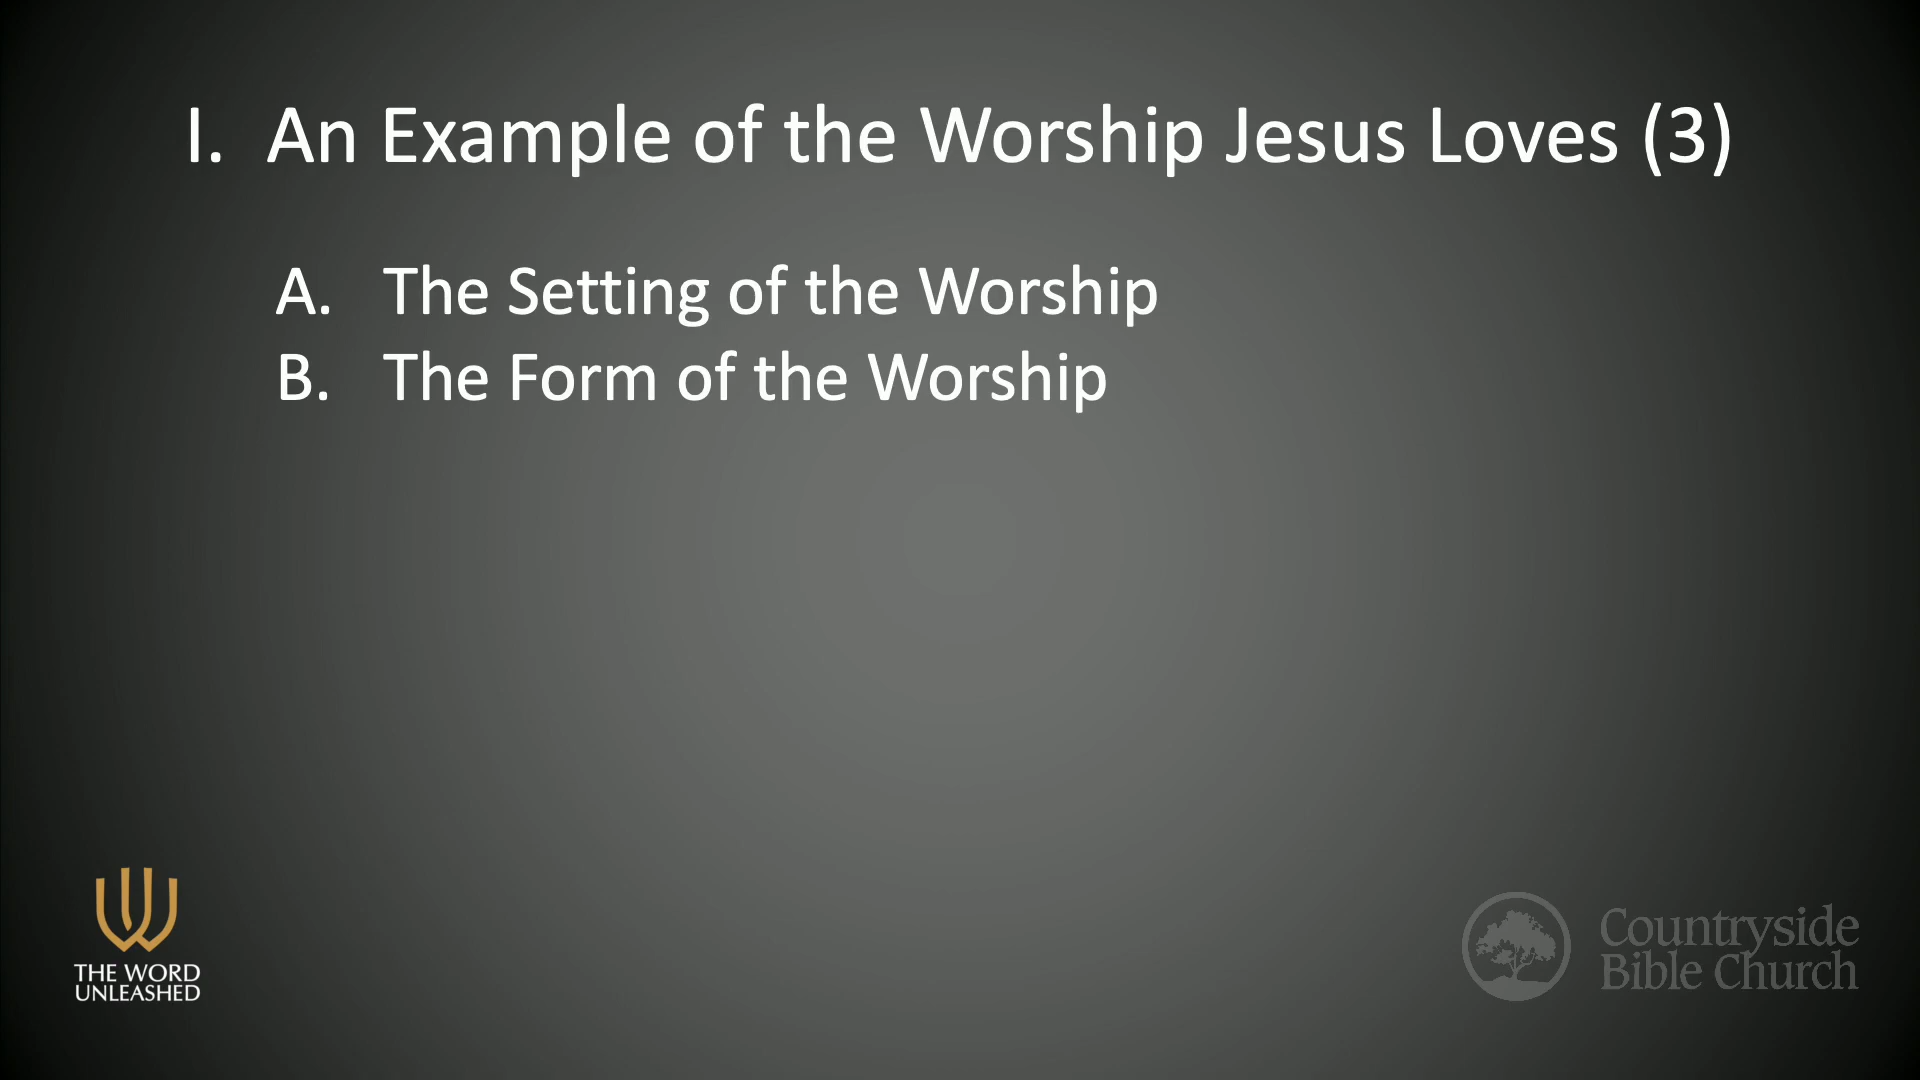 I. An Example of the Worship Jesus Loves (3)
A. The Setting of the Worship
B. The Form of the Worship
THE WORD
UNLEASHED
Countryside
Bible Church